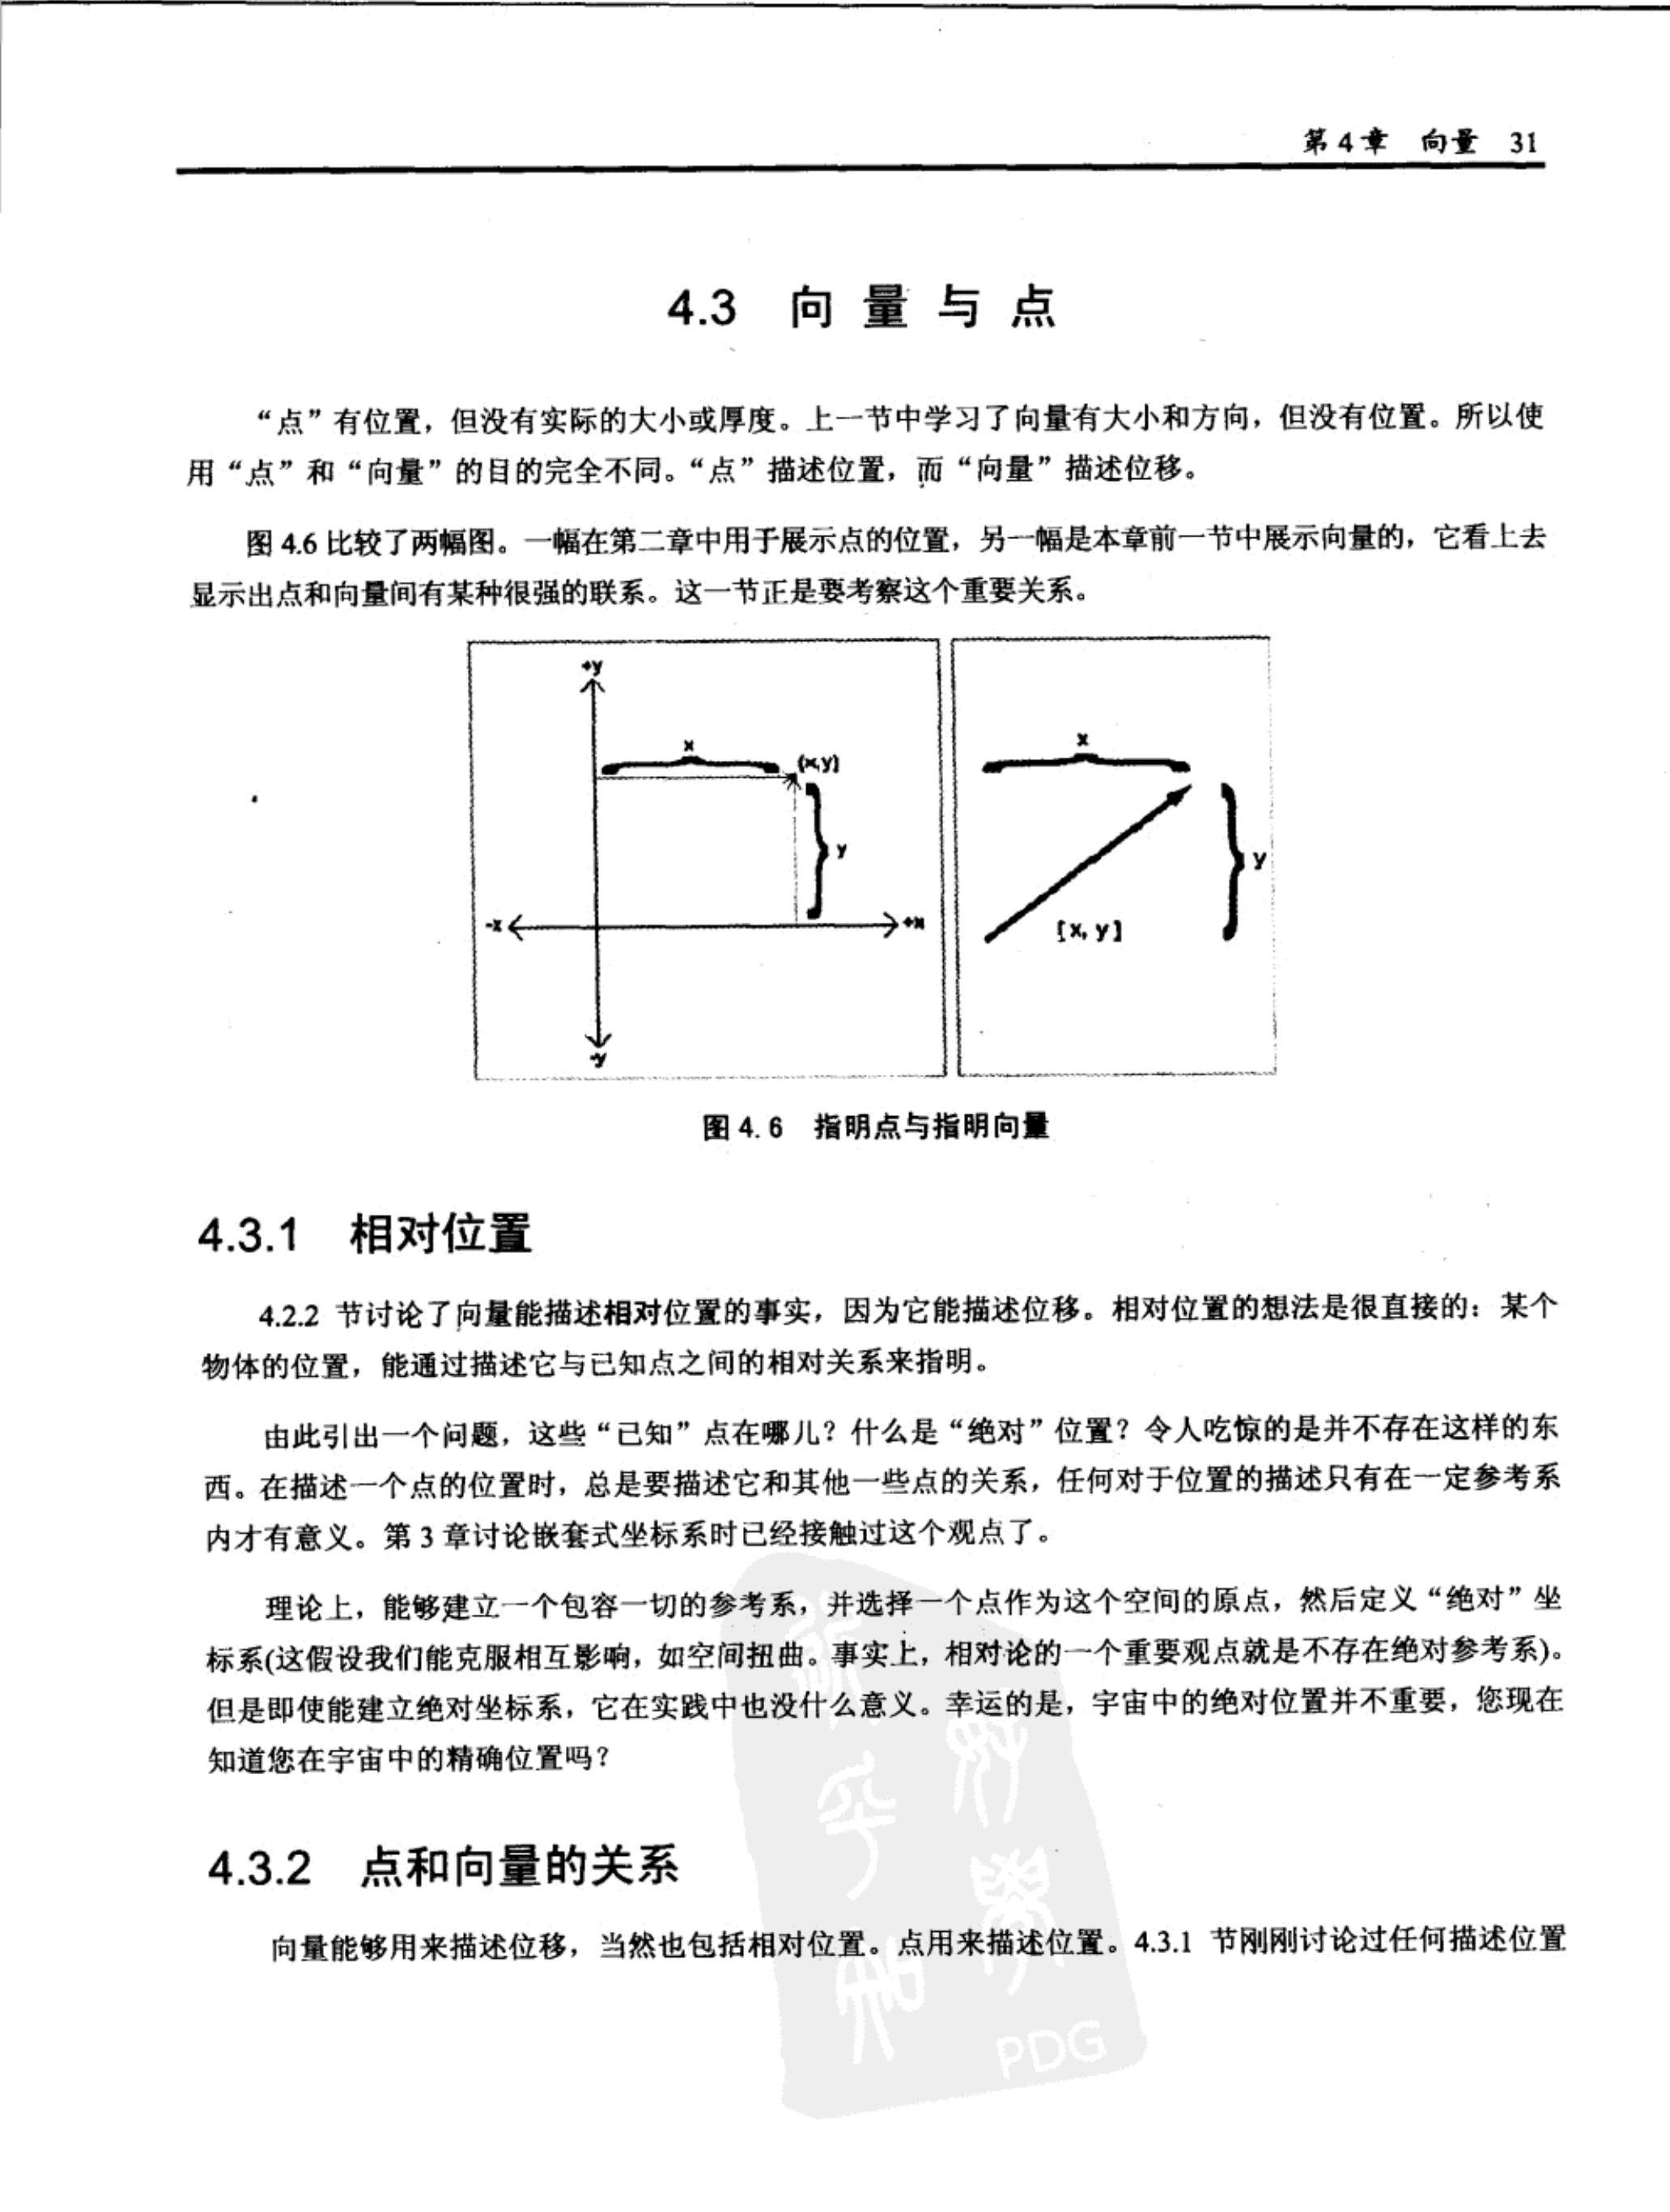 第4章 向量 31
4.3 向量与点
“点”有位置，但没有实际的大小或厚度。上一节中学习了向量有大小和方向，但没有位置。所以使
用“点”和“向量”的目的完全不同。“点”描述位置，而“向量”描述位移。
图 4.6 比较了两幅图。一幅在第二章中用于展示点的位置，另一幅是本章前一节中展示向量的，它看上去
显示出点和向量间有某种很强的联系。这一节正是要考察这个重要关系。
+y
x
(x,y)
y
-x
+x
-y
x
y
[x, y]
图 4.6 指明点与指明向量
4.3.1 相对位置
4.2.2 节讨论了向量能描述相对位置的事实，因为它能描述位移。相对位置的想法是很直接的：某个
物体的位置，能通过描述它与已知点之间的相对关系来指明。
由此引出一个问题，这些“已知”点在哪儿？什么是“绝对”位置？令人吃惊的是并不存在这样的东
西。在描述一个点的位置时，总是要描述它和其他一些点的关系，任何对于位置的描述只有在一定参考系
内才有意义。第 3 章讨论嵌套式坐标系时已经接触过这个观点了。
理论上，能够建立一个包容一切的参考系，并选择一个点作为这个空间的原点，然后定义“绝对”坐
标系(这假设我们能克服相互影响，如空间扭曲。事实上，相对论的一个重要观点就是不存在绝对参考系)。
但是即使能建立绝对坐标系，它在实践中也没什么意义。幸运的是，宇宙中的绝对位置并不重要，您现在
知道您在宇宙中的精确位置吗？
4.3.2 点和向量的关系
向量能够用来描述位移，当然也包括相对位置。点用来描述位置。4.3.1 节刚刚讨论过任何描述位置
PDG